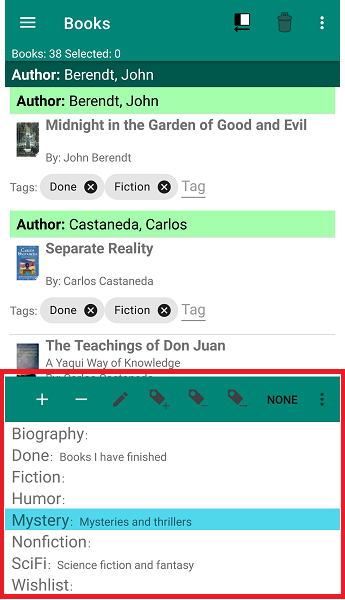 Books
Books: 38 Selected: 0
Author: Berendt, John
Author: Berendt, John
Midnight in the Garden of Good and Evil
By: John Berendt
Tags: Done Fiction Tag
Author: Castaneda, Carlos
Separate Reality
By: Carlos Castaneda
Tags: Done Fiction Tag
The Teachings of Don Juan
A Yaqui Way of Knowledge
By: Carlos Castaneda
NONE
Biography:
Done: Books I have finished
Fiction:
Humor:
Mystery: Mysteries and thrillers
Nonfiction:
SciFi: Science fiction and fantasy
Wishlist: